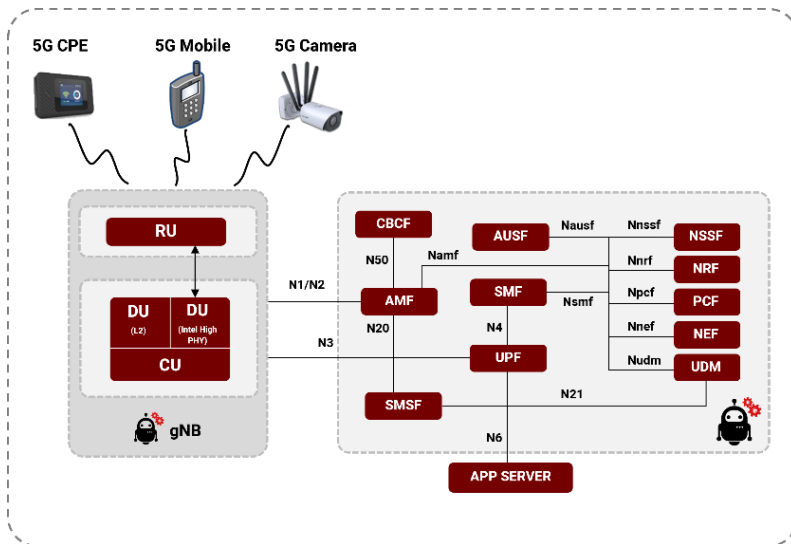 5G CPE
5G Mobile
5G Camera
RU
DU
(L2)
DU
(Intel High
PHY)
CU
gNB
N1/N2
N3
CBCF
N50
Namf
AMF
N20
SMSF
AUSF
Nausf
Nnssf
NSSF
Nnrf
NRF
SMF
Nsmf
Npcf
PCF
N4
Nnef
NEF
UPF
Nudm
UDM
N21
N6
APP SERVER